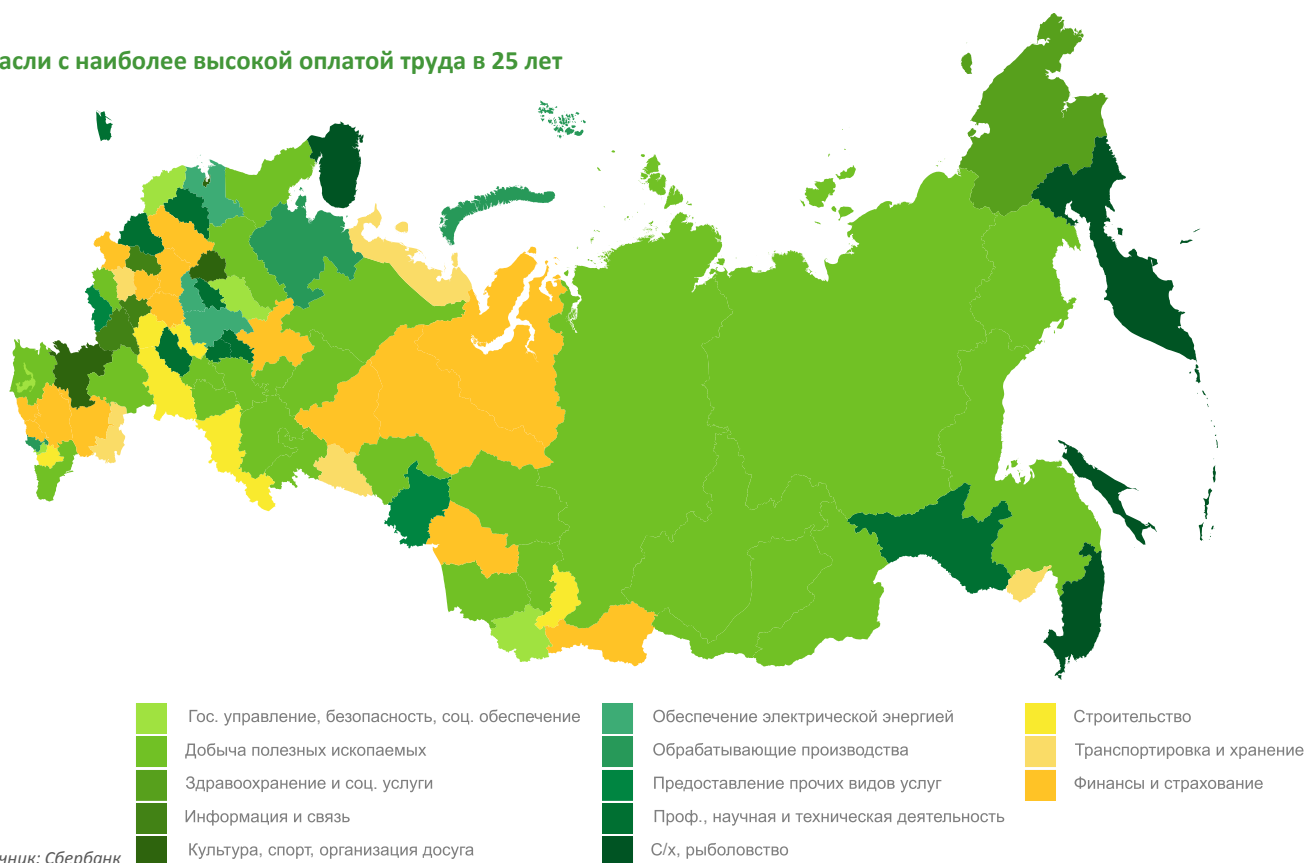 асли с наиболее высокой оплатой труда в 25 лет
Гос. управление, безопасность, соц. обеспечение
Добыча полезных ископаемых
Здравоохранение и соц. услуги
Информация и связь
Культура, спорт, организация досуга
Обеспечение электрической энергией
Обрабатывающие производства
Предоставление прочих видов услуг
Проф., научная и техническая деятельность
С/х, рыболовство
Строительство
Транспортировка и хранение
Финансы и страхование
чник: Сбербанк